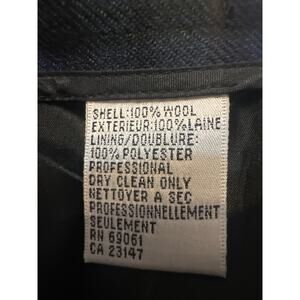 SHELL:100% WOOL
EXTERIEUR:100% LAINE
LINING/DOUBLURE:
100% POLYESTER
PROFESSIONAL
DRY CLEAN ONLY
NETTOYER A SEC
PROFESSIONNELLEMENT
SEULEMENT
RN 69061
CA 23147